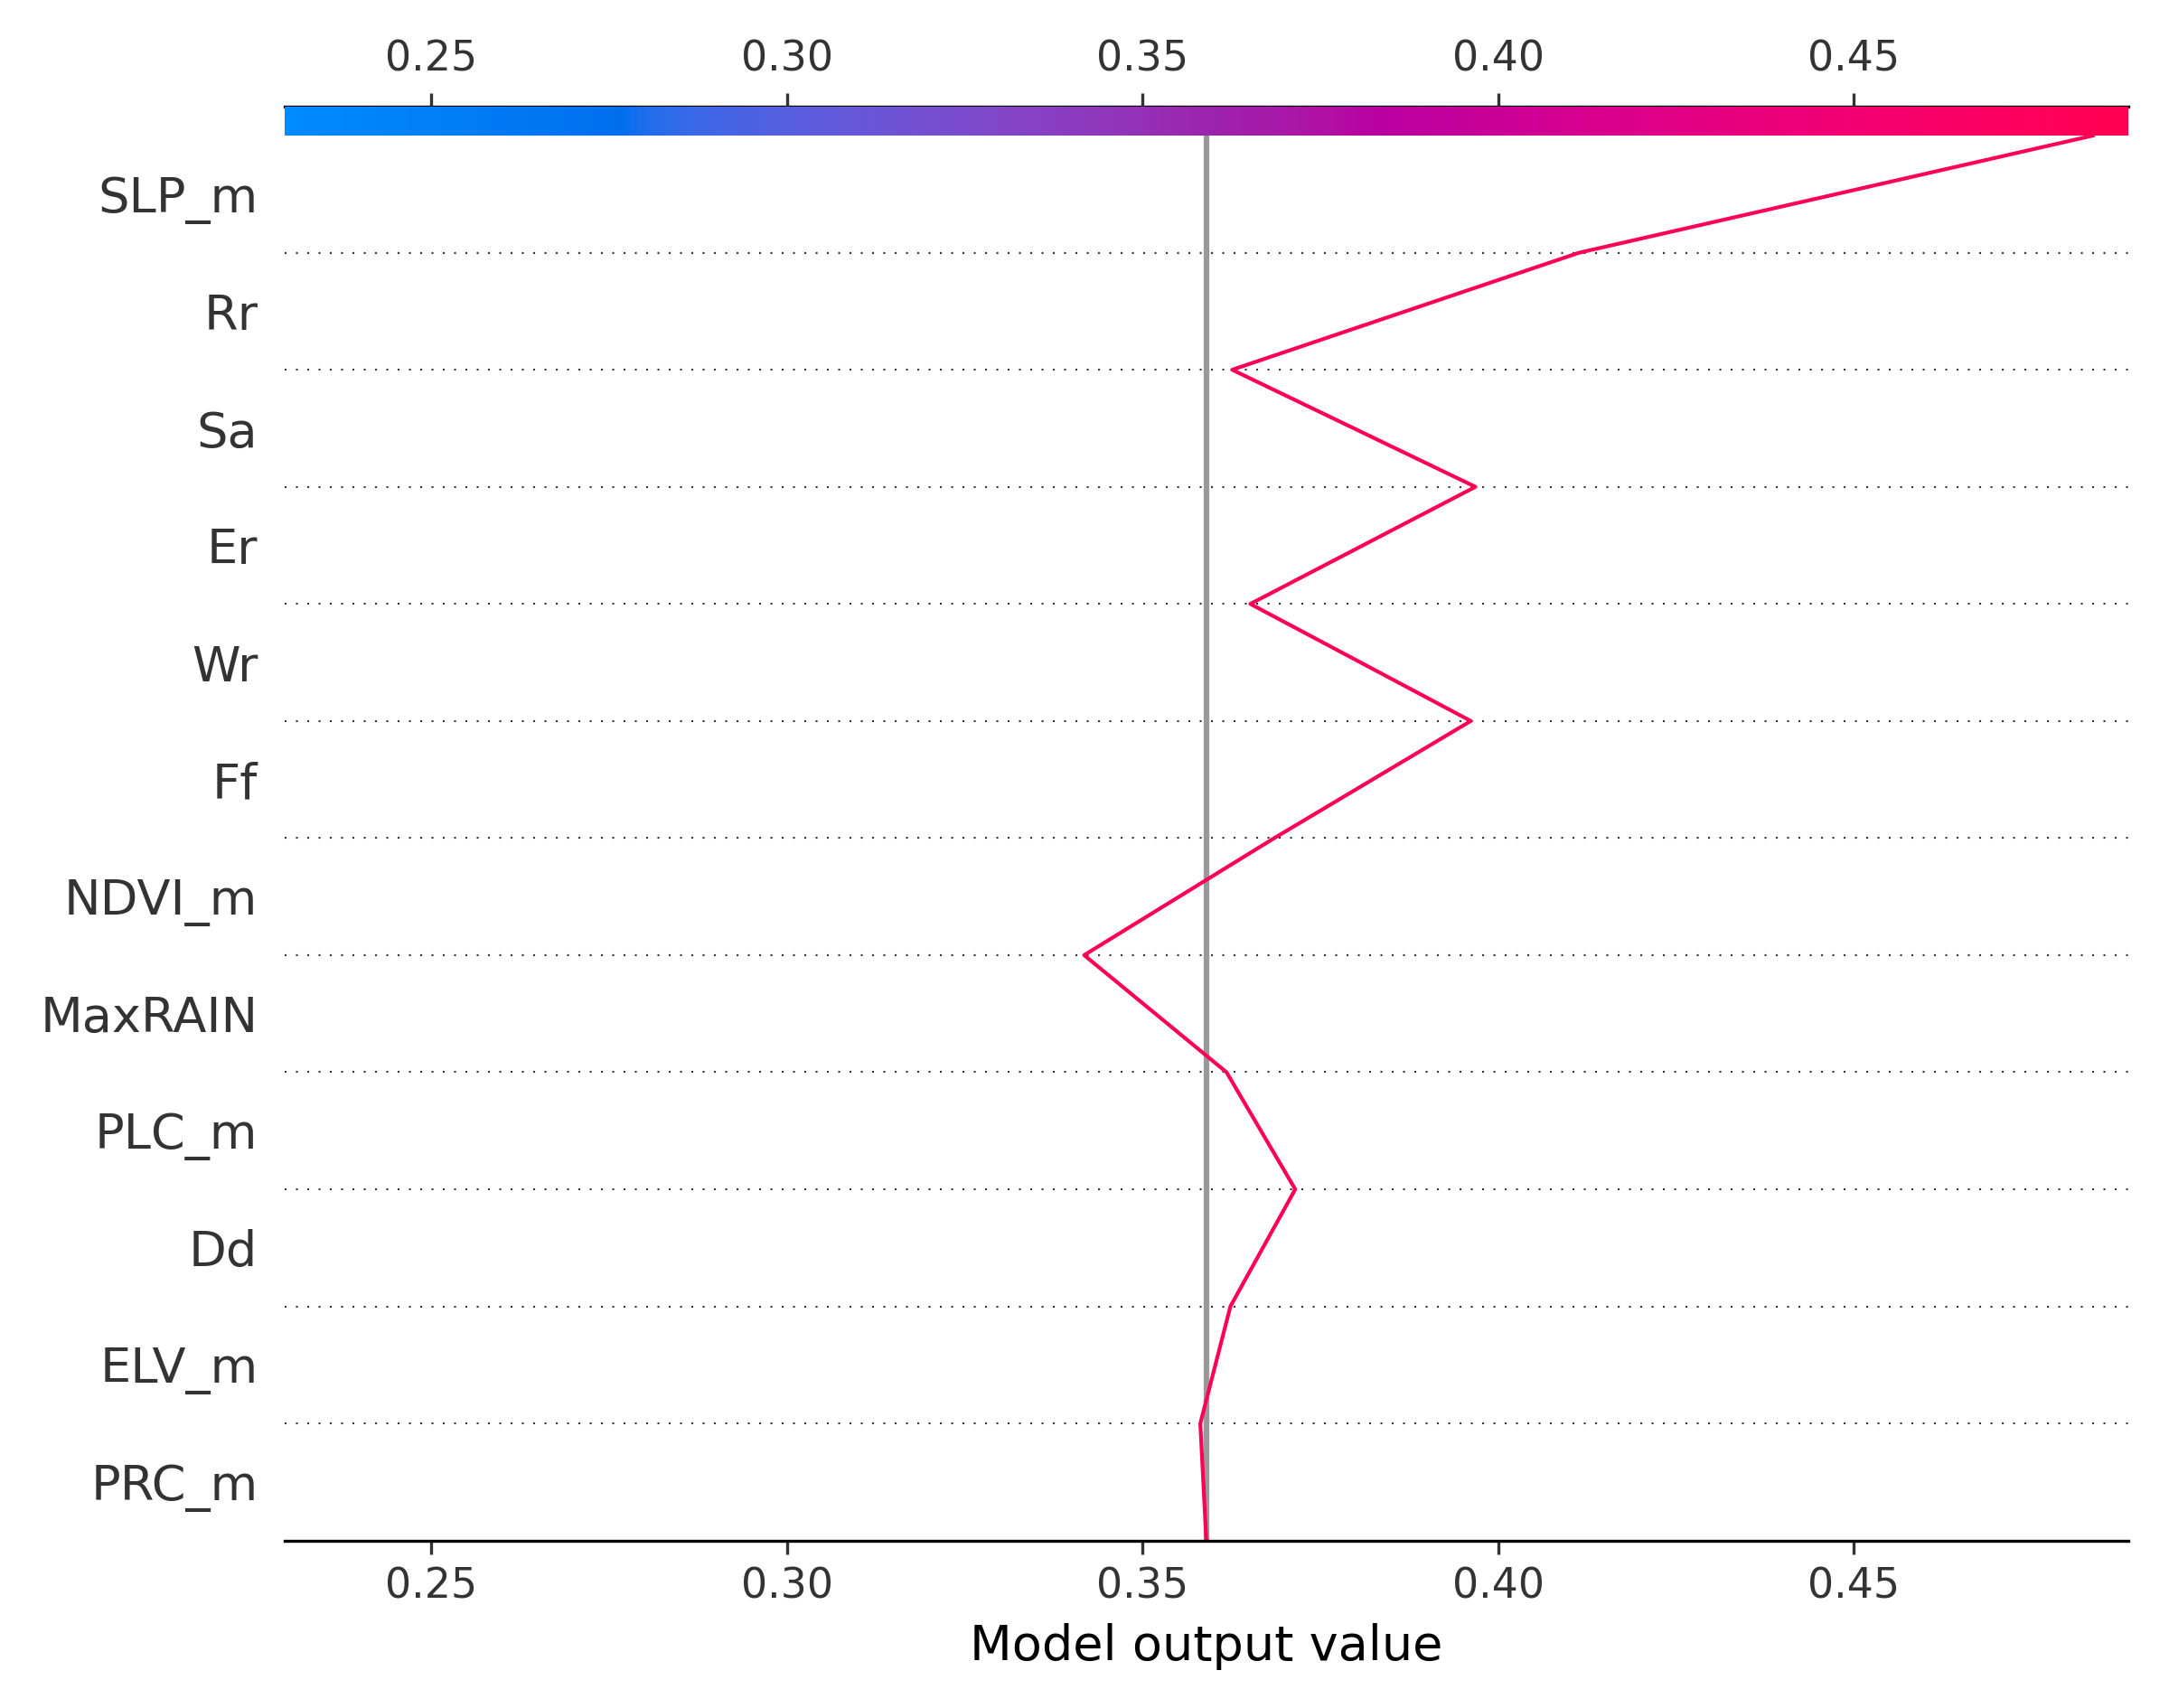 0.25 0.30 0.35 0.40 0.45
SLP_m
Rr
Sa
Er
Wr
Ff
NDVI_m
MaxRAIN
PLC_m
Dd
ELV_m
PRC_m
0.25 0.30 0.35 0.40 0.45
Model output value